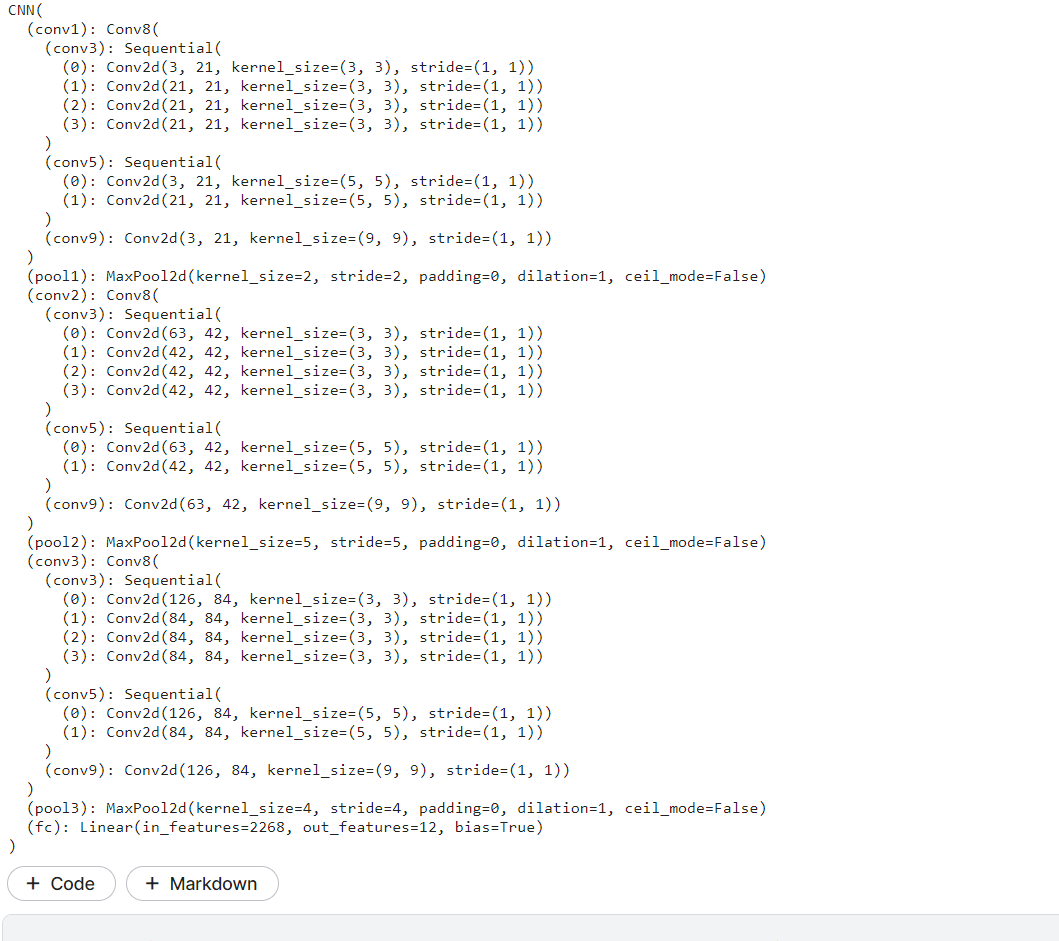 CNN(
  (conv1): Conv8(
    (conv3): Sequential(
      (0): Conv2d(3, 21, kernel_size=(3, 3), stride=(1, 1))
      (1): Conv2d(21, 21, kernel_size=(3, 3), stride=(1, 1))
      (2): Conv2d(21, 21, kernel_size=(3, 3), stride=(1, 1))
      (3): Conv2d(21, 21, kernel_size=(3, 3), stride=(1, 1))
    )
    (conv5): Sequential(
      (0): Conv2d(3, 21, kernel_size=(5, 5), stride=(1, 1))
      (1): Conv2d(21, 21, kernel_size=(5, 5), stride=(1, 1))
    )
    (conv9): Conv2d(3, 21, kernel_size=(9, 9), stride=(1, 1))
  )
  (pool1): MaxPool2d(kernel_size=2, stride=2, padding=0, dilation=1, ceil_mode=False)
  (conv2): Conv8(
    (conv3): Sequential(
      (0): Conv2d(63, 42, kernel_size=(3, 3), stride=(1, 1))
      (1): Conv2d(42, 42, kernel_size=(3, 3), stride=(1, 1))
      (2): Conv2d(42, 42, kernel_size=(3, 3), stride=(1, 1))
      (3): Conv2d(42, 42, kernel_size=(3, 3), stride=(1, 1))
    )
    (conv5): Sequential(
      (0): Conv2d(63, 42, kernel_size=(5, 5), stride=(1, 1))
      (1): Conv2d(42, 42, kernel_size=(5, 5), stride=(1, 1))
    )
    (conv9): Conv2d(63, 42, kernel_size=(9, 9), stride=(1, 1))
  )
  (pool2): MaxPool2d(kernel_size=5, stride=5, padding=0, dilation=1, ceil_mode=False)
  (conv3): Conv8(
    (conv3): Sequential(
      (0): Conv2d(126, 84, kernel_size=(3, 3), stride=(1, 1))
      (1): Conv2d(84, 84, kernel_size=(3, 3), stride=(1, 1))
      (2): Conv2d(84, 84, kernel_size=(3, 3), stride=(1, 1))
      (3): Conv2d(84, 84, kernel_size=(3, 3), stride=(1, 1))
    )
    (conv5): Sequential(
      (0): Conv2d(126, 84, kernel_size=(5, 5), stride=(1, 1))
      (1): Conv2d(84, 84, kernel_size=(5, 5), stride=(1, 1))
    )
    (conv9): Conv2d(126, 84, kernel_size=(9, 9), stride=(1, 1))
  )
  (pool3): MaxPool2d(kernel_size=4, stride=4, padding=0, dilation=1, ceil_mode=False)
  (fc): Linear(in_features=2268, out_features=12, bias=True)
)
+ Code + Markdown